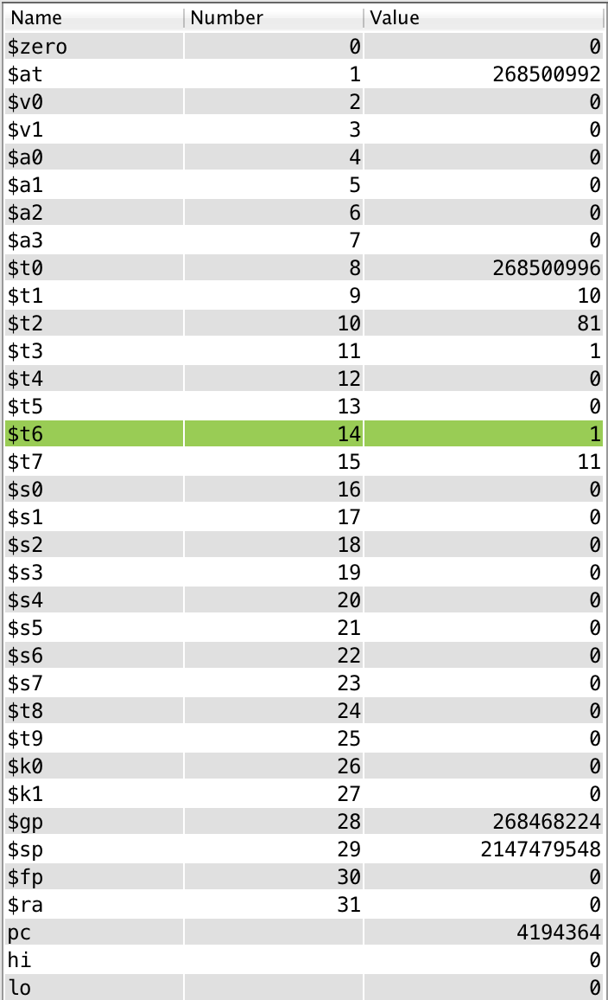 Name Number Value
$zero 0 0
$at 1 268500992
$v0 2 0
$v1 3 0
$a0 4 0
$a1 5 0
$a2 6 0
$a3 7 0
$t0 8 268500996
$t1 9 10
$t2 10 81
$t3 11 1
$t4 12 0
$t5 13 0
$t6 14 1
$t7 15 11
$s0 16 0
$s1 17 0
$s2 18 0
$s3 19 0
$s4 20 0
$s5 21 0
$s6 22 0
$s7 23 0
$t8 24 0
$t9 25 0
$k0 26 0
$k1 27 0
$gp 28 268468224
$sp 29 2147479548
$fp 30 0
$ra 31 0
pc 4194364
hi 0
lo 0